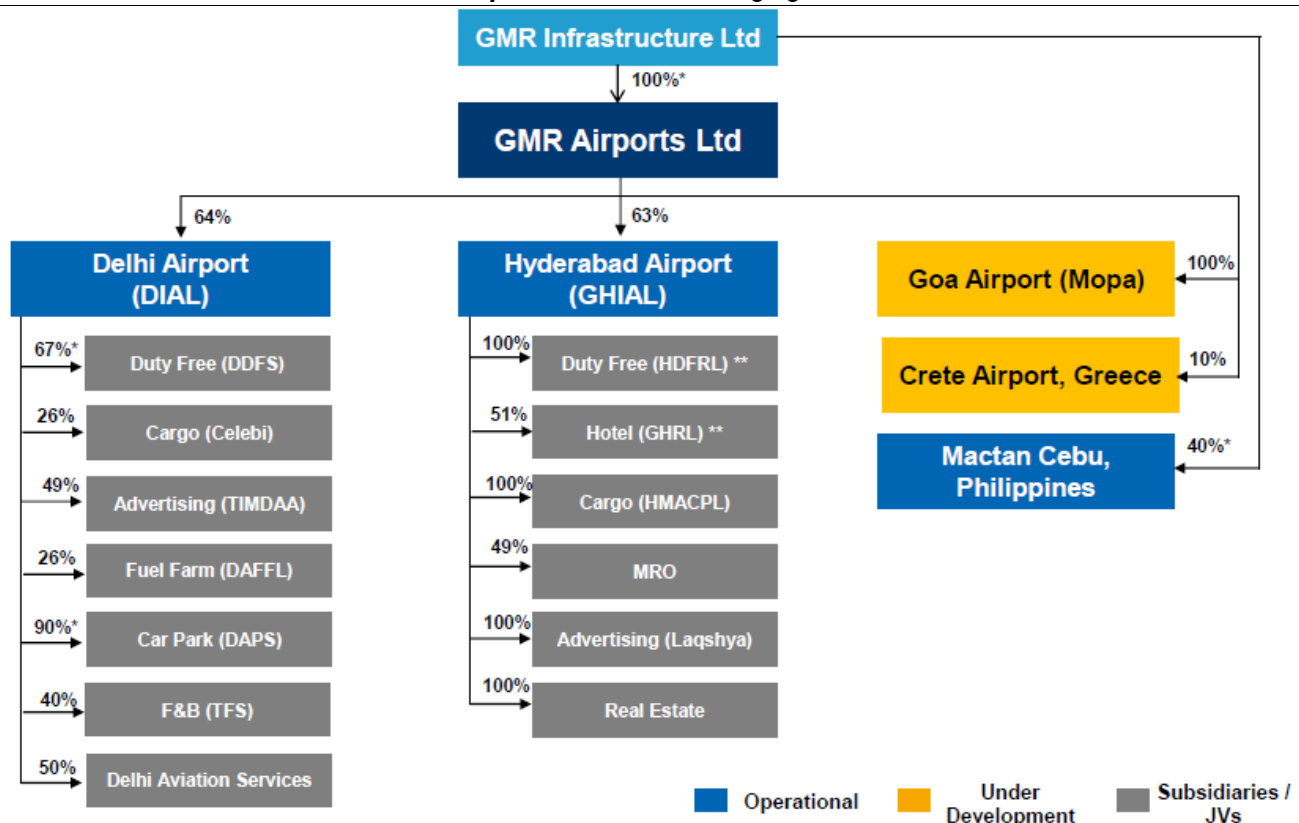 GMR Infrastructure Ltd
100%*
GMR Airports Ltd
64%
63%
Delhi Airport
(DIAL)
67%*
Duty Free (DDFS)
26%
Cargo (Celebi)
49%
Advertising (TIMDAA)
26%
Fuel Farm (DAFFL)
90%*
Car Park (DAPS)
40%
F&B (TFS)
50%
Delhi Aviation Services
Hyderabad Airport
(GHIAL)
100%
Duty Free (HDFRL) **
51%
Hotel (GHRL) **
100%
Cargo (HMACPL)
49%
MRO
100%
Advertising (Laqshya)
100%
Real Estate
Goa Airport (Mopa)
100%
Crete Airport, Greece
10%
Mactan Cebu,
Philippines
40%*
Operational
Under
Development
Subsidiaries /
JVs